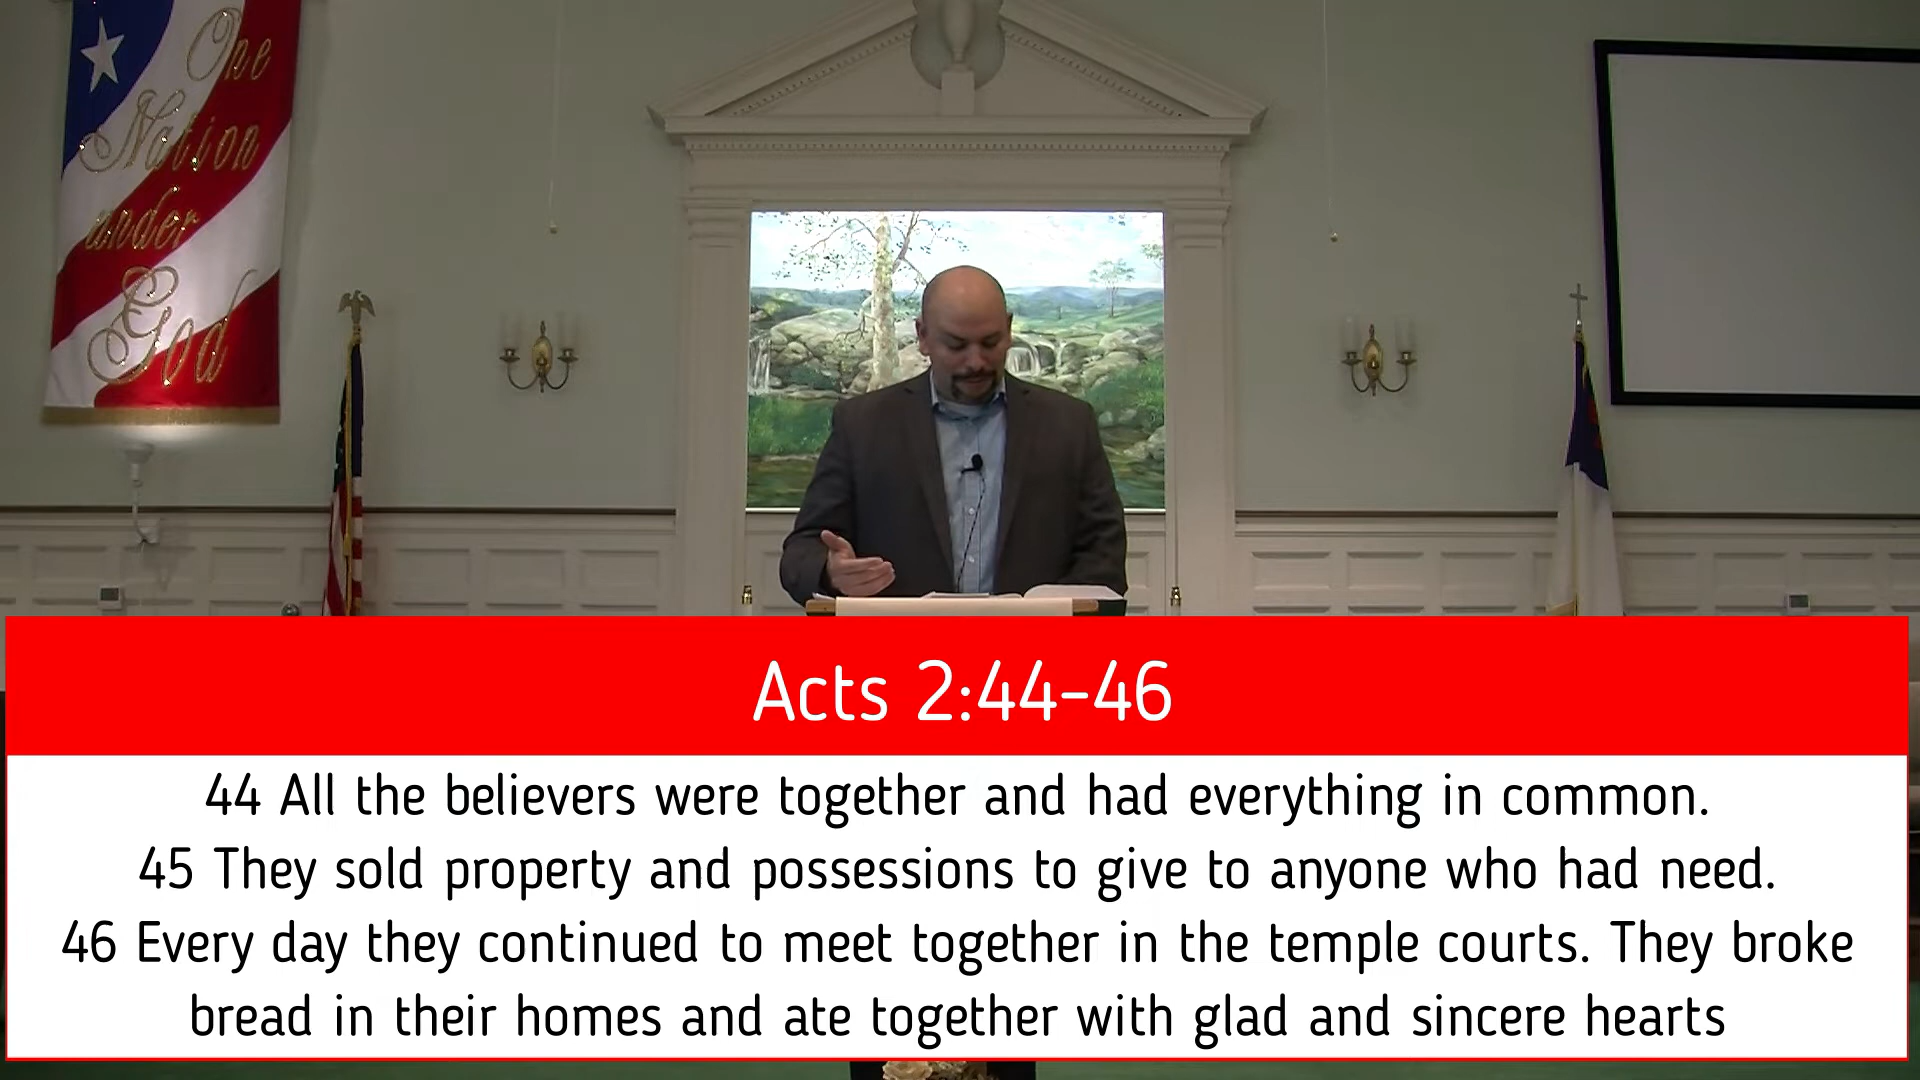 One
Nation
under
God
Acts 2:44-46
44 All the believers were together and had everything in common.
45 They sold property and possessions to give to anyone who had need.
46 Every day they continued to meet together in the temple courts. They broke
bread in their homes and ate together with glad and sincere hearts